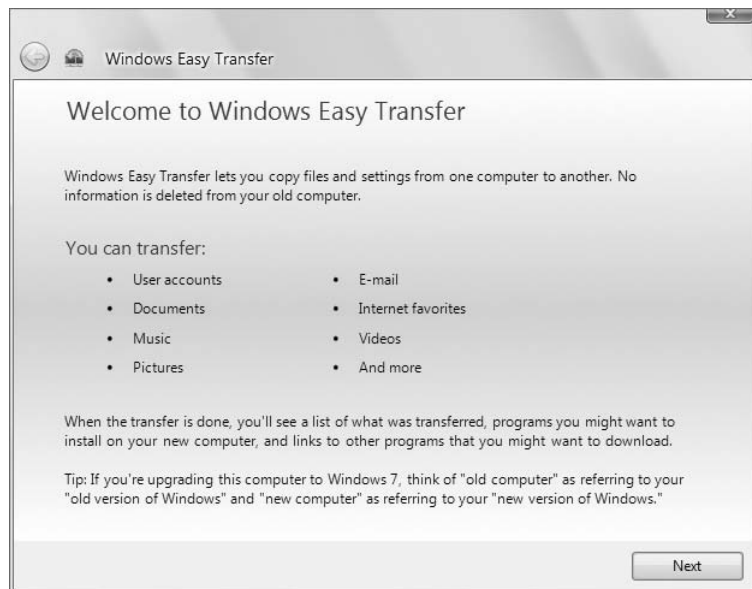 Windows Easy Transfer
Welcome to Windows Easy Transfer
Windows Easy Transfer lets you copy files and settings from one computer to another. No
information is deleted from your old computer.
You can transfer:
• User accounts
• Documents
• Music
• Pictures
• E-mail
• Internet favorites
• Videos
• And more
When the transfer is done, you'll see a list of what was transferred, programs you might want to
install on your new computer, and links to other programs that you might want to download.
Tip: If you're upgrading this computer to Windows 7, think of "old computer" as referring to your
"old version of Windows" and "new computer" as referring to your "new version of Windows."
Next